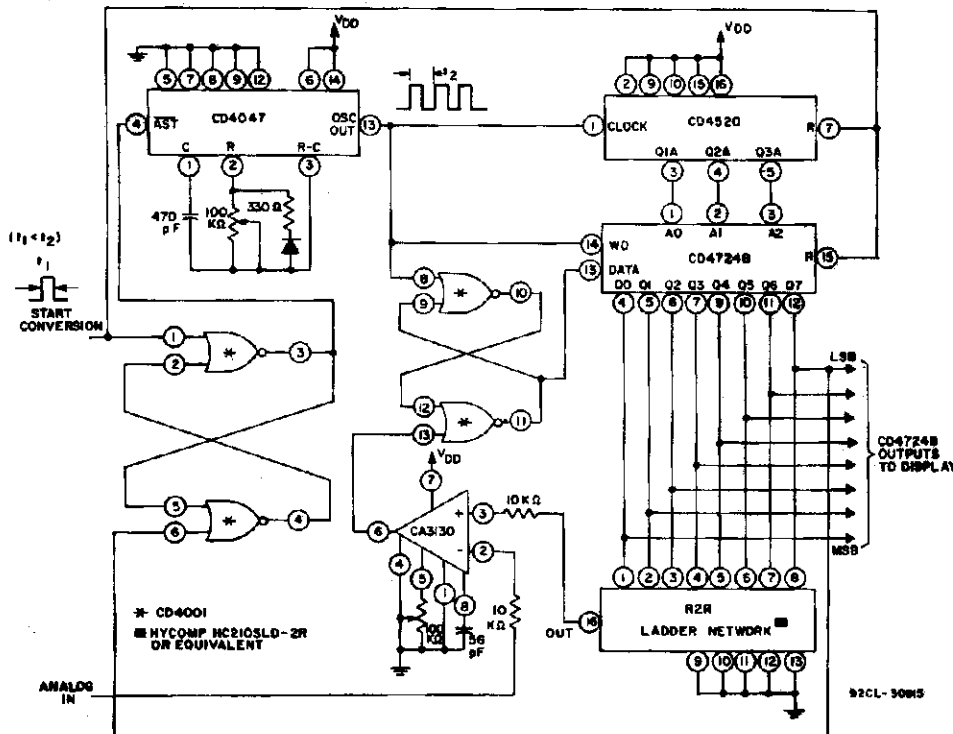 VDD
5 7 8 9 12 6 14
4 AST CD4047 OSC OUT 13
C R R-C
1 2 3
470 pF
100 KΩ
330 Ω
t2
VDD
2 9 10 15 16
1 CLOCK CD4520 R 7
Q1A Q2A Q3A
3 4 5
1 2 3
A0 A1 A2
14 WD CD4724B R 15
13 DATA
Q0 Q1 Q2 Q3 Q4 Q5 Q6 Q7
4 5 6 7 9 10 11 12
(t1 < t2)
t1
START CONVERSION
1 * 3
2
5 * 4
6
8 * 10
9
12 * 11
13
LSB
CD4724B OUTPUTS TO DISPLAY
MSB
VDD
7
6 CA3130 + 3 10KΩ
- 2
4 5 1 8
100 KΩ
56 pF
10 KΩ
1 2 3 4 5 6 7 8
R2R
OUT 16 LADDER NETWORK ■
9 10 11 12 13
* CD4001
■ HYCOMP HC210SLD-2R
OR EQUIVALENT
ANALOG IN
92CL-30815